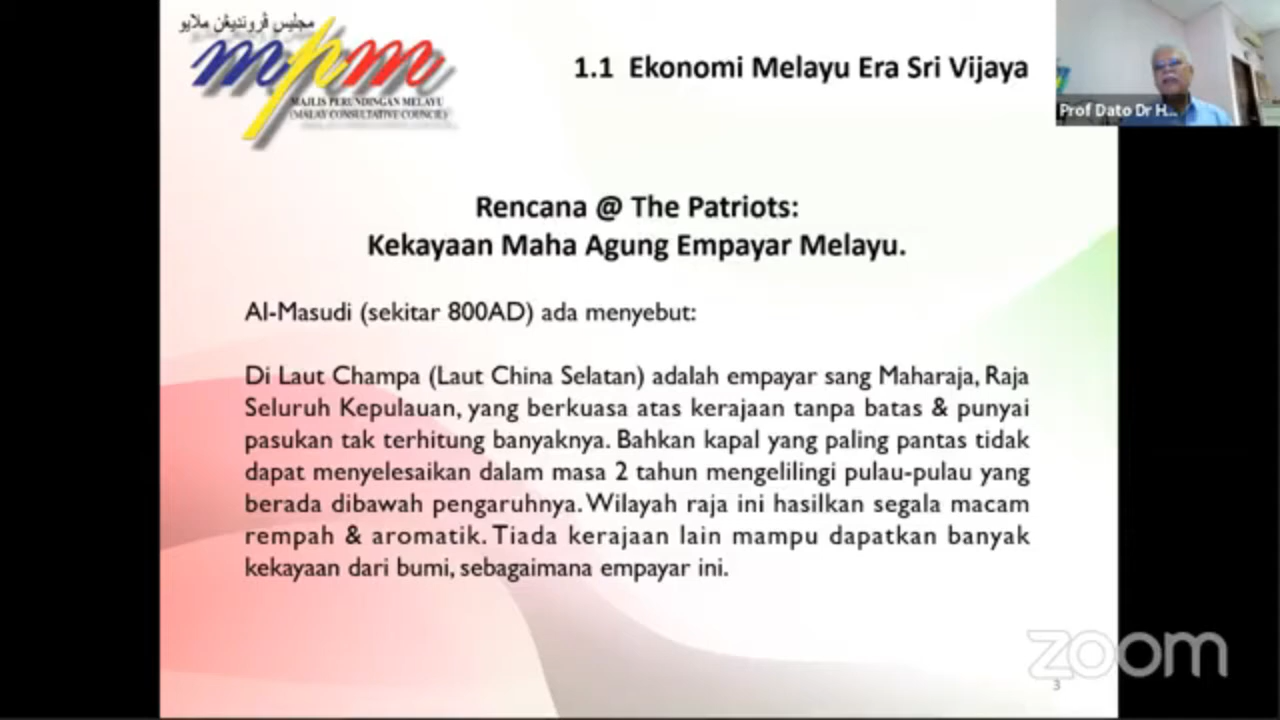 مجليس ڤروندیڠن ملايو
mpm
MAJLIS PERUNDINGAN MELAYU
(MALAY CONSULTATIVE COUNCIL)
1.1 Ekonomi Melayu Era Sri Vijaya
Prof Dato Dr H...
Rencana @ The Patriots:
Kekayaan Maha Agung Empayar Melayu.
Al-Masudi (sekitar 800AD) ada menyebut:
Di Laut Champa (Laut China Selatan) adalah empayar sang Maharaja, Raja
Seluruh Kepulauan, yang berkuasa atas kerajaan tanpa batas & punyai
pasukan tak terhitung banyaknya. Bahkan kapal yang paling pantas tidak
dapat menyelesaikan dalam masa 2 tahun mengelilingi pulau-pulau yang
berada dibawah pengaruhnya. Wilayah raja ini hasilkan segala macam
rempah & aromatik. Tiada kerajaan lain mampu dapatkan banyak
kekayaan dari bumi, sebagaimana empayar ini.
zoom
3